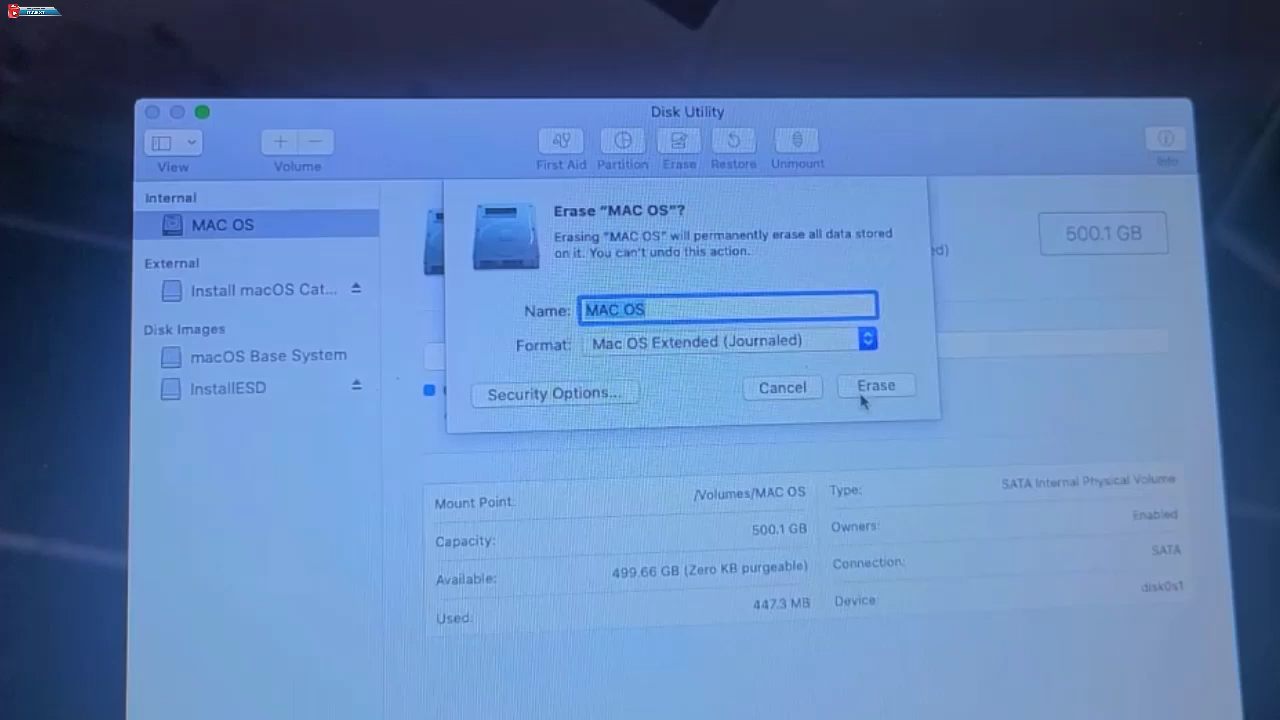 Disk Utility
View
Volume
First Aid
Partition
Erase
Restore
Unmount
Info
Internal
MAC OS
External
Install macOS Cat...
Disk Images
macOS Base System
InstallESD
Erase "MAC OS"?
Erasing "MAC OS" will permanently erase all data stored
on it. You can't undo this action.
Name: MAC OS
Format: Mac OS Extended (Journaled)
Security Options...
Cancel
Erase
500.1 GB
ed)
Mount Point: /Volumes/MAC OS
Capacity: 500.1 GB
Available: 499.66 GB (Zero KB purgeable)
Used: 447.3 MB
Type: SATA Internal Physical Volume
Owners: Enabled
Connection: SATA
Device: disk0s1